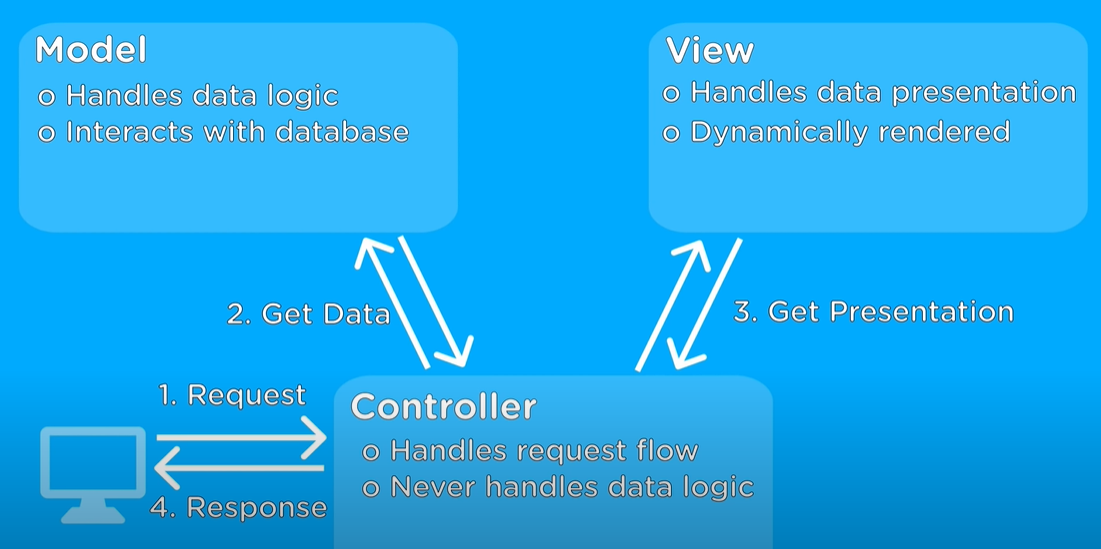 Model
o Handles data logic
o Interacts with database
View
o Handles data presentation
o Dynamically rendered
2. Get Data
3. Get Presentation
1. Request
4. Response
Controller
o Handles request flow
o Never handles data logic